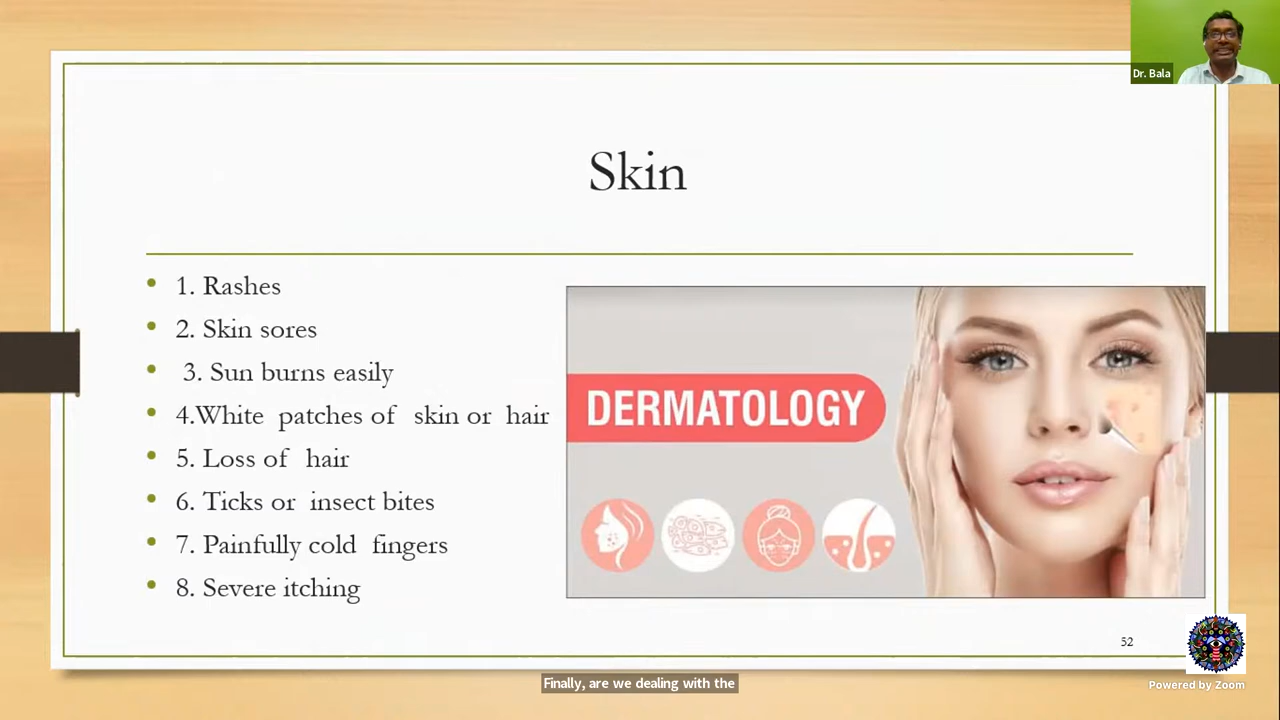 Dr. Bala
Skin
• 1. Rashes
• 2. Skin sores
• 3. Sun burns easily
• 4.White patches of skin or hair
• 5. Loss of hair
• 6. Ticks or insect bites
• 7. Painfully cold fingers
• 8. Severe itching
DERMATOLOGY
52
Finally, are we dealing with the
Powered by Zoom